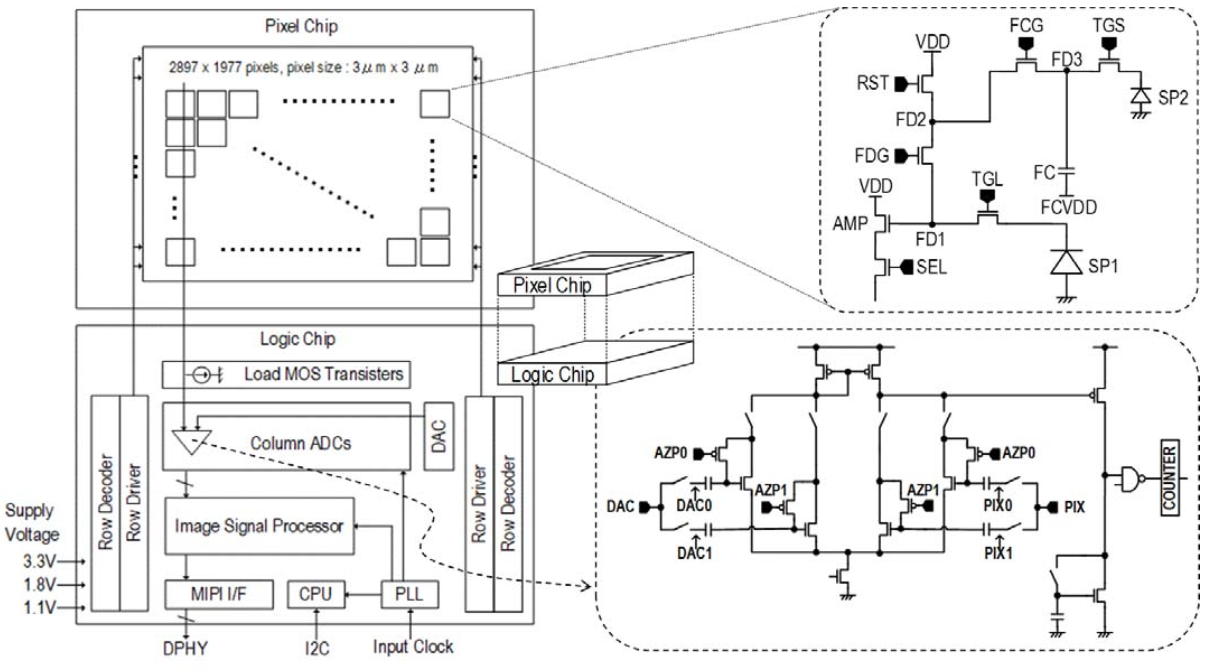 Pixel Chip
2897 x 1977 pixels, pixel size : 3μm x 3 μm
Logic Chip
Load MOS Transisters
Column ADCs
DAC
Row Decoder
Row Driver
Row Driver
Row Decoder
Image Signal Processor
MIPI I/F
CPU
PLL
Supply
Voltage
3.3V
1.8V
1.1V
DPHY
I2C
Input Clock
Pixel Chip
Logic Chip
VDD
FCG
TGS
RST
FD3
SP2
FD2
FDG
FC
VDD
TGL
FCVDD
AMP
FD1
SEL
SP1
AZP0
AZP0
AZP1
AZP1
DAC
DAC0
PIX0
PIX
DAC1
PIX1
COUNTER